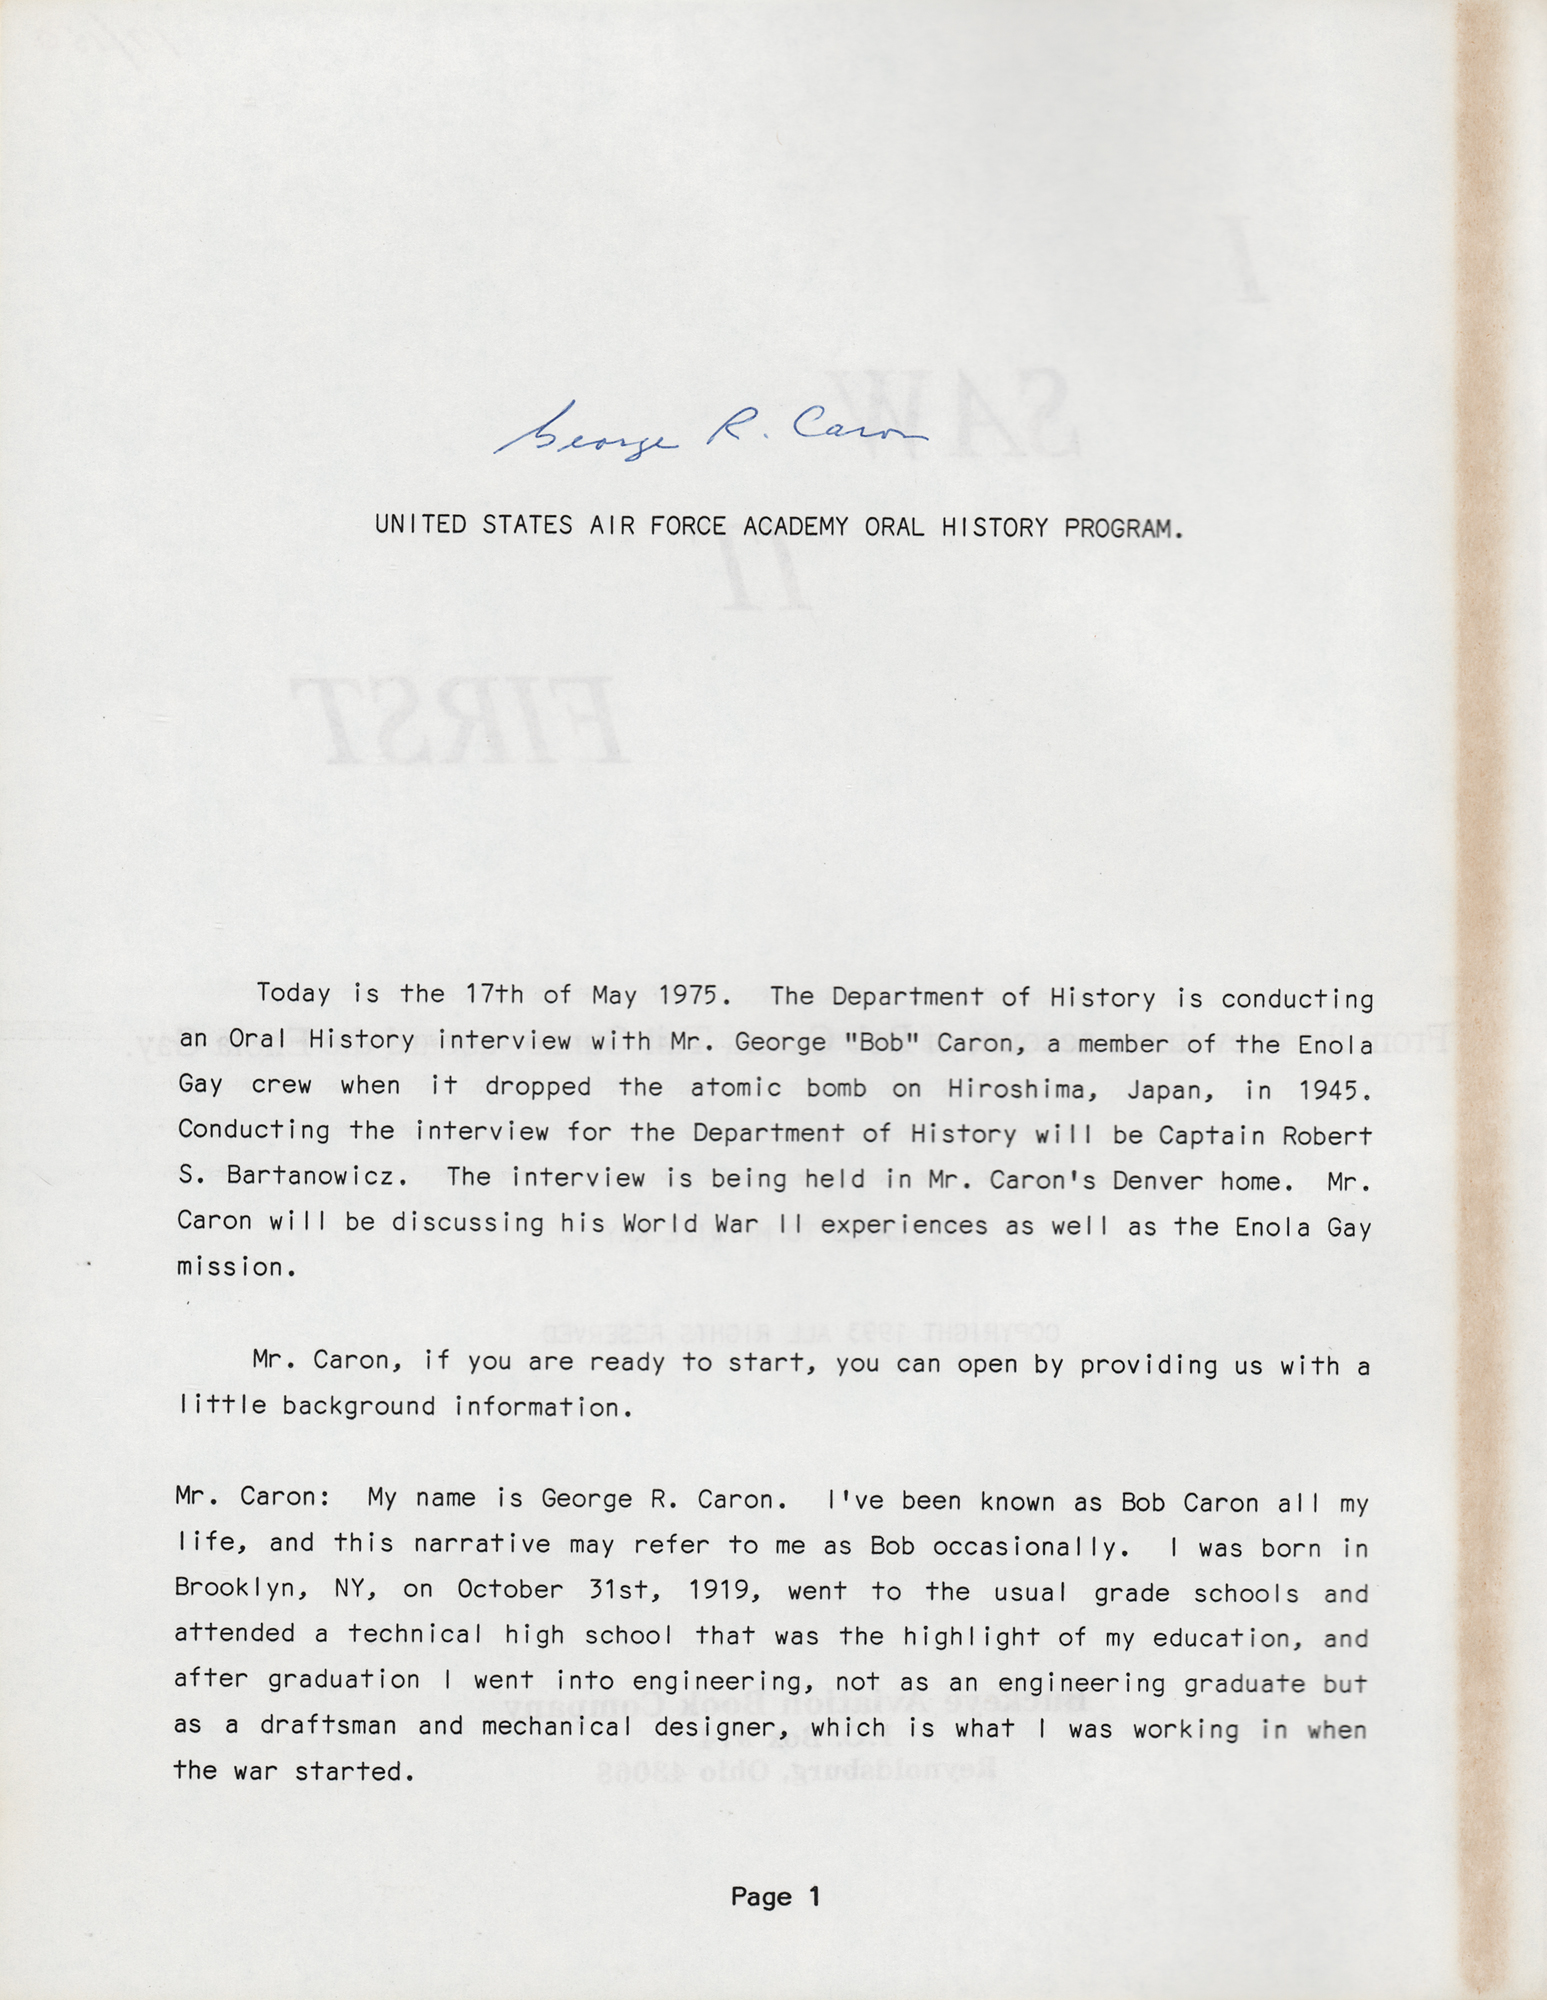 George R. Caron
UNITED STATES AIR FORCE ACADEMY ORAL HISTORY PROGRAM.
Today is the 17th of May 1975. The Department of History is conducting
an Oral History interview with Mr. George "Bob" Caron, a member of the Enola
Gay crew when it dropped the atomic bomb on Hiroshima, Japan, in 1945.
Conducting the interview for the Department of History will be Captain Robert
S. Bartanowicz. The interview is being held in Mr. Caron's Denver home. Mr.
Caron will be discussing his World War II experiences as well as the Enola Gay
mission.
Mr. Caron, if you are ready to start, you can open by providing us with a
little background information.
Mr. Caron: My name is George R. Caron. I've been known as Bob Caron all my
life, and this narrative may refer to me as Bob occasionally. I was born in
Brooklyn, NY, on October 31st, 1919, went to the usual grade schools and
attended a technical high school that was the highlight of my education, and
after graduation I went into engineering, not as an engineering graduate but
as a draftsman and mechanical designer, which is what I was working in when
the war started.
Page 1